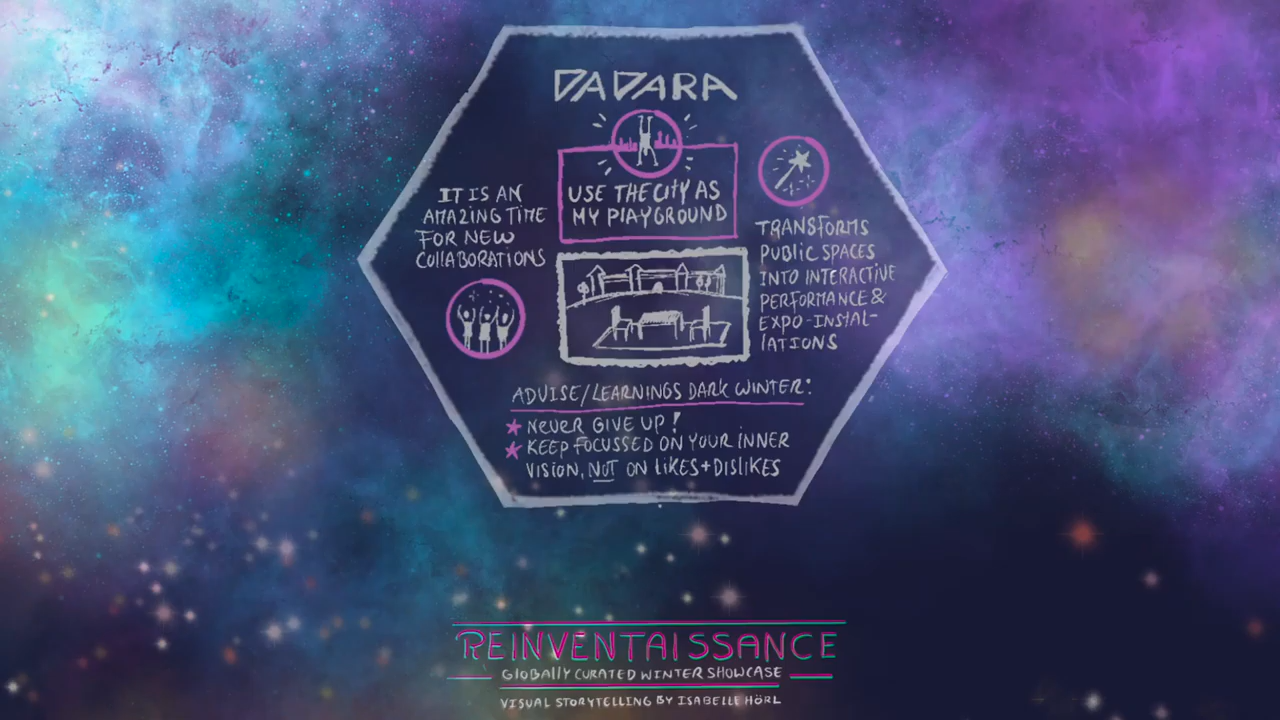 DADARA
USE THE CITY AS
MY PLAYGROUND
IT IS AN
AMAZING TIME
FOR NEW
COLLABORATIONS
TRANSFORMS
PUBLIC SPACES
INTO INTERACTIVE
PERFORMANCE &
EXPO-INSTAL-
LATIONS
ADVISE/LEARNINGS DARK WINTER:
★ NEVER GIVE UP!
★ KEEP FOCUSSED ON YOUR INNER
VISION, NOT ON LIKES + DISLIKES
REINVENTAISSANCE
GLOBALLY CURATED WINTER SHOWCASE
VISUAL STORYTELLING BY ISABELLE HÖRL